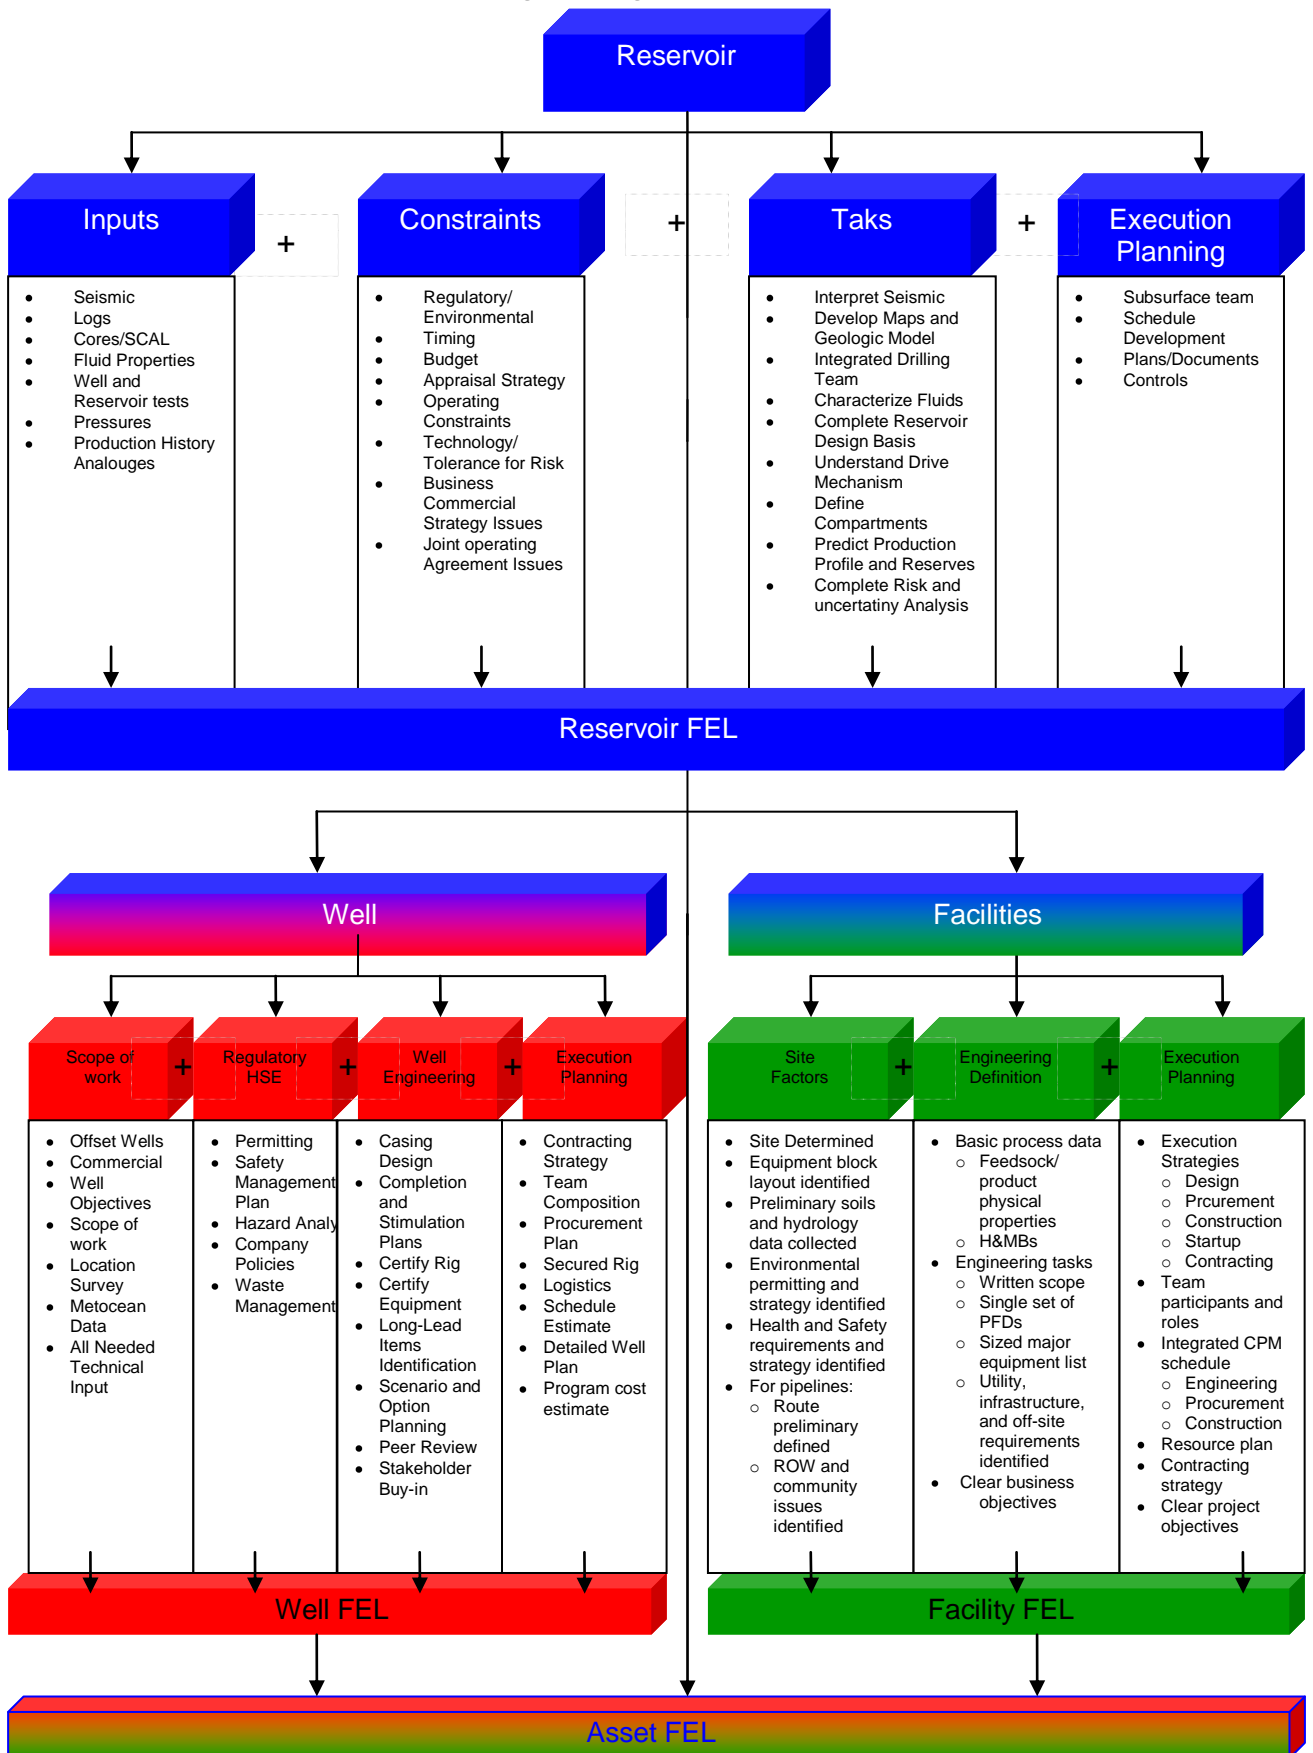 Reservoir
Inputs
+
Constraints
+
Taks
+
Execution
Planning
• Seismic
• Logs
• Cores/SCAL
• Fluid Properties
• Well and
Reservoir tests
• Pressures
• Production History
Analouges
• Regulatory/
Environmental
• Timing
• Budget
• Appraisal Strategy
• Operating
Constraints
• Technology/
Tolerance for Risk
• Business
Commercial
Strategy Issues
• Joint operating
Agreement Issues
• Interpret Seismic
• Develop Maps and
Geologic Model
• Integrated Drilling
Team
• Characterize Fluids
• Complete Reservoir
Design Basis
• Understand Drive
Mechanism
• Define
Compartments
• Predict Production
Profile and Reserves
• Complete Risk and
uncertatiny Analysis
• Subsurface team
• Schedule
Development
• Plans/Documents
• Controls
Reservoir FEL
Well
Facilities
Scope of
work
+
Regulatory
HSE
+
Well
Engineering
+
Execution
Planning
Site
Factors
+
Engineering
Definition
+
Execution
Planning
• Offset Wells
• Commercial
• Well
Objectives
• Scope of
work
• Location
Survey
• Metocean
Data
• All Needed
Technical
Input
• Permitting
• Safety
Management
Plan
• Hazard Analy
• Company
Policies
• Waste
Management
• Casing
Design
• Completion
and
Stimulation
Plans
• Certify Rig
• Certify
Equipment
• Long-Lead
Items
Identification
• Scenario and
Option
Planning
• Peer Review
• Stakeholder
Buy-in
• Contracting
Strategy
• Team
Composition
• Procurement
Plan
• Secured Rig
• Logistics
• Schedule
Estimate
• Detailed Well
Plan
• Program cost
estimate
• Site Determined
• Equipment block
layout identified
• Preliminary soils
and hydrology
data collected
• Environmental
permitting and
strategy identified
• Health and Safety
requirements and
strategy identified
• For pipelines:
o Route
preliminary
defined
o ROW and
community
issues
identified
• Basic process data
o Feedsock/
product
physical
properties
o H&MBs
• Engineering tasks
o Written scope
o Single set of
PFDs
o Sized major
equipment list
o Utility,
infrastructure,
and off-site
requirements
identified
• Clear business
objectives
• Execution
Strategies
o Design
o Prcurement
o Construction
o Startup
o Contracting
• Team
participants and
roles
• Integrated CPM
schedule
o Engineering
o Procurement
o Construction
• Resource plan
• Contracting
strategy
• Clear project
objectives
Well FEL
Facility FEL
Asset FEL